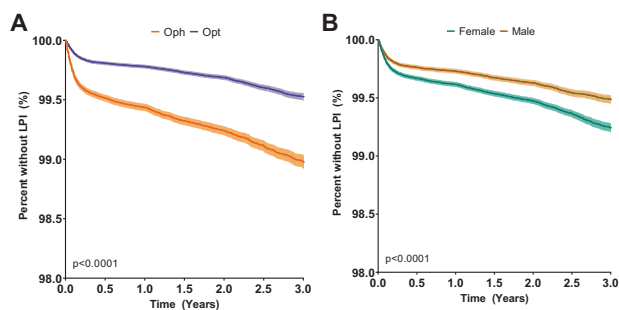 A
Oph Opt
Percent without LPI (%)
100.0
99.5
99.0
98.5
98.0
p<0.0001
0.0 0.5 1.0 1.5 2.0 2.5 3.0
Time (Years)
B
Female Male
Percent without LPI (%)
100.0
99.5
99.0
98.5
98.0
p<0.0001
0.0 0.5 1.0 1.5 2.0 2.5 3.0
Time (Years)